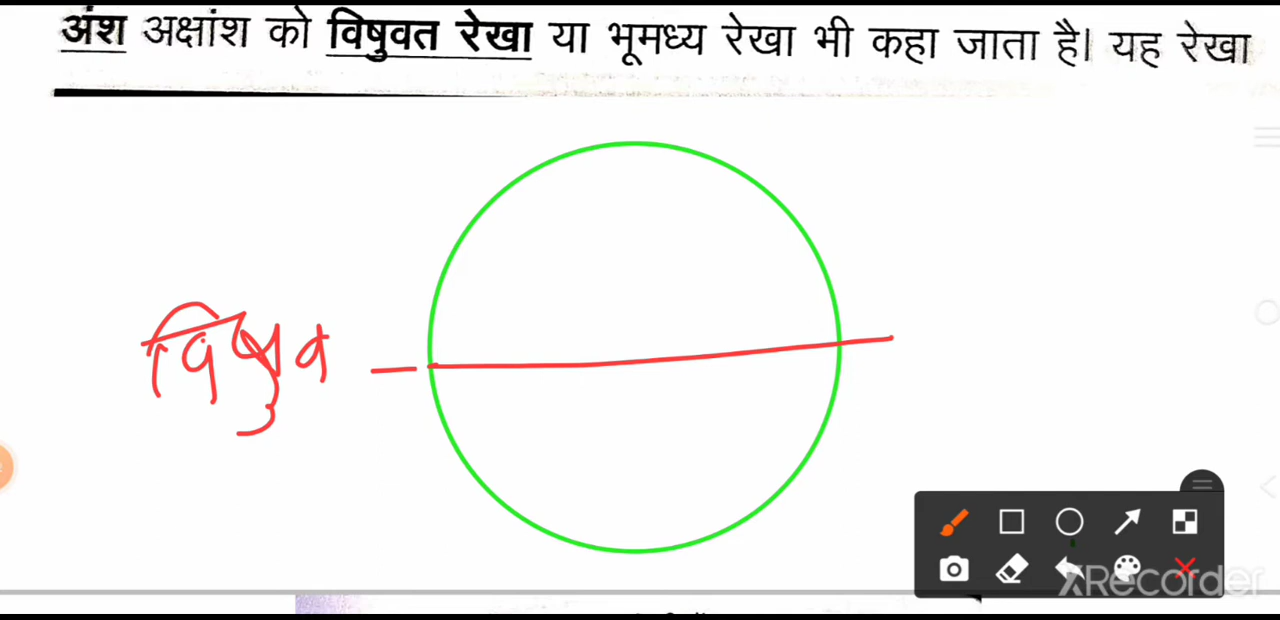 अंश अक्षांश को विषुवत रेखा या भूमध्य रेखा भी कहा जाता है। यह रेखा
विषुव
XRecorder